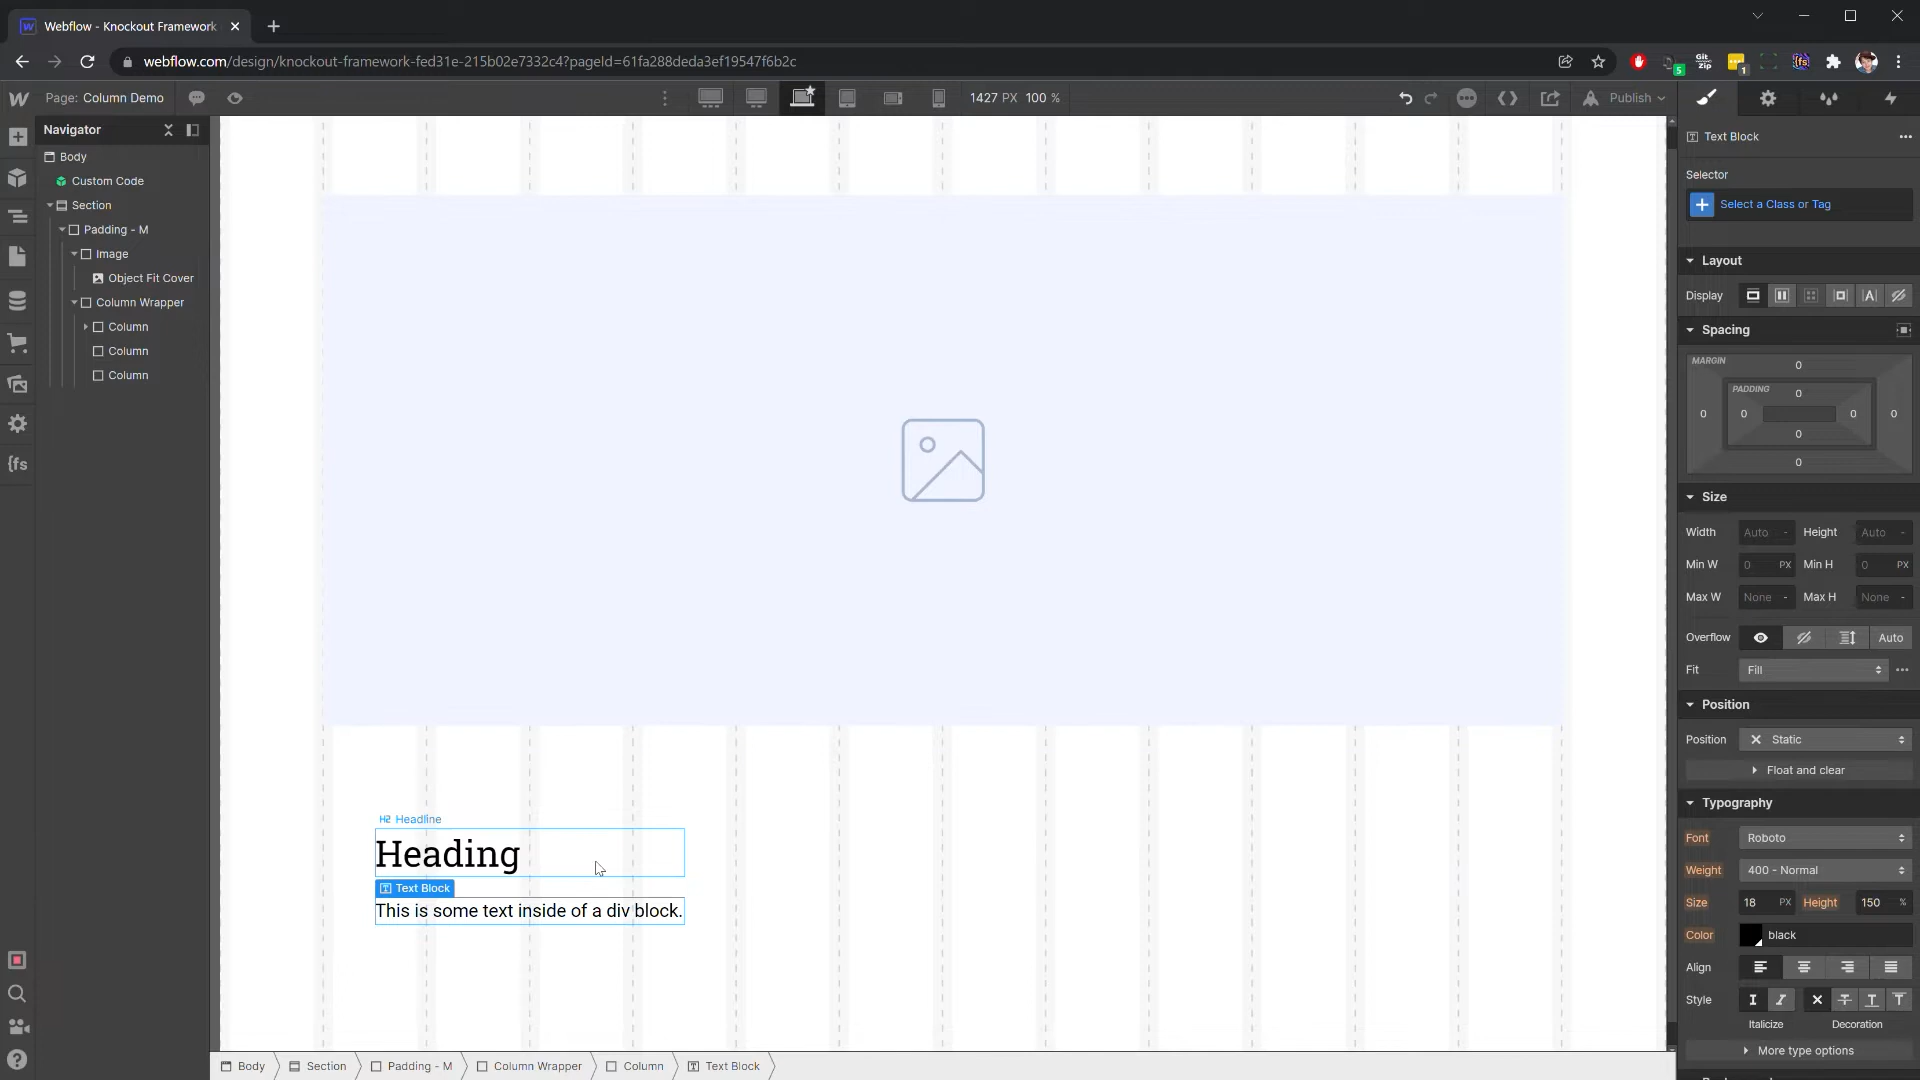 Webflow - Knockout Framework
webflow.com/design/knockout-framework-fed31e-215b02e7332c4?pageId=61fa288deda3ef19547f6b2c
5
Git
Zip
1
{fs}
Page: Column Demo
1427 PX 100 %
Publish
Navigator
Body
Custom Code
Section
Padding - M
Image
Object Fit Cover
Column Wrapper
Column
Column
Column
{fs
H2 Headline
Heading
Text Block
This is some text inside of a div block.
Body
Section
Padding - M
Column Wrapper
Column
Text Block
Text Block
Selector
Select a Class or Tag
Layout
Display
Spacing
MARGIN
0
PADDING
0
0 0 0 0
0
0
Size
Width Auto - Height Auto -
Min W 0 PX Min H 0 PX
Max W None - Max H None -
Overflow Auto
Fit Fill
Position
Position Static
Float and clear
Typography
Font Roboto
Weight 400 - Normal
Size 18 PX Height 150 %
Color black
Align
Style
Italicize Decoration
More type options